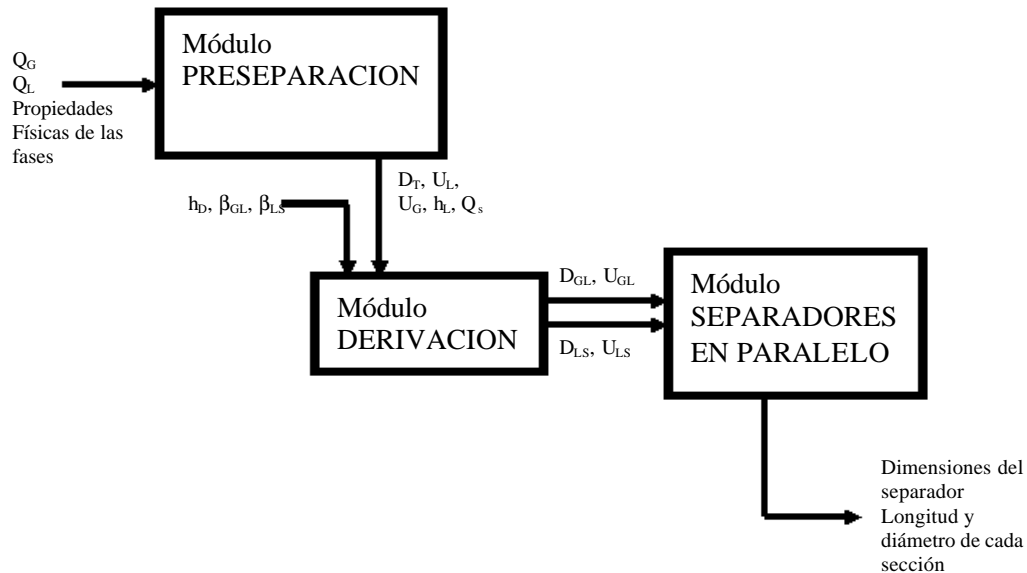 Módulo
PRESEPARACION
Q_G
Q_L
Propiedades
Físicas de las
fases
D_T, U_L,
U_G, h_L, Q_s
h_D, β_GL, β_LS
Módulo
DERIVACION
D_GL, U_GL
D_LS, U_LS
Módulo
SEPARADORES
EN PARALELO
Dimensiones del
separador
Longitud y
diámetro de cada
sección